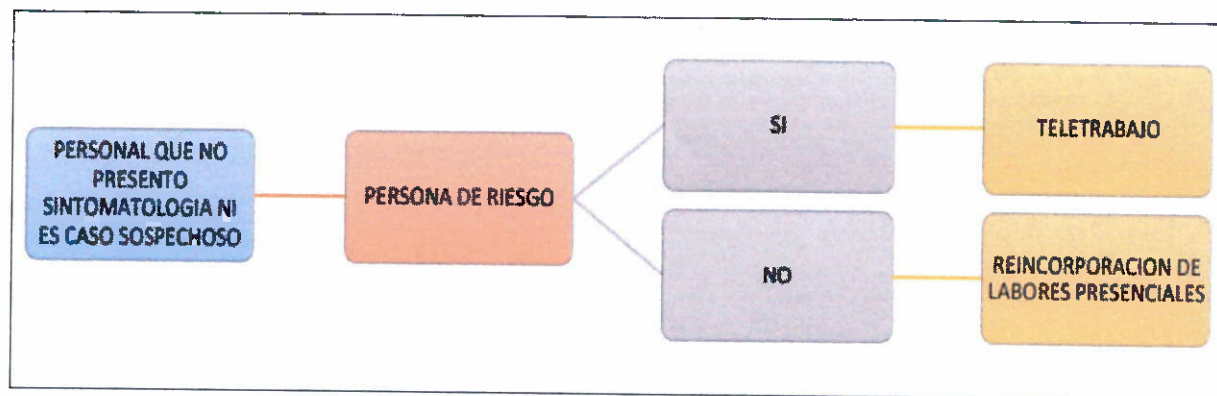 PERSONAL QUE NO
PRESENTO
SINTOMATOLOGIA NI
ES CASO SOSPECHOSO
PERSONA DE RIESGO
SI
TELETRABAJO
NO
REINCORPORACION DE
LABORES PRESENCIALES